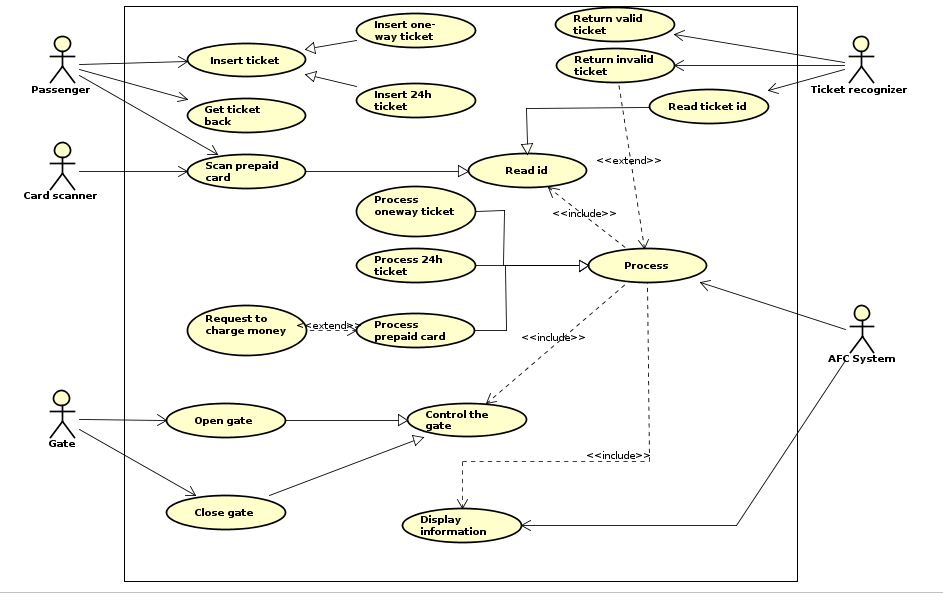 Insert one-
way ticket
Return valid
ticket
Insert ticket
Return invalid
ticket
Passenger
Ticket recognizer
Insert 24h
ticket
Read ticket id
Get ticket
back
<<extend>>
Scan prepaid
card
Read id
Card scanner
Process
oneway ticket
<<include>>
Process 24h
ticket
Process
Request to
charge money
<<extend>>
Process
prepaid card
<<include>>
AFC System
Open gate
Control the
gate
Gate
<<include>>
Close gate
Display
information